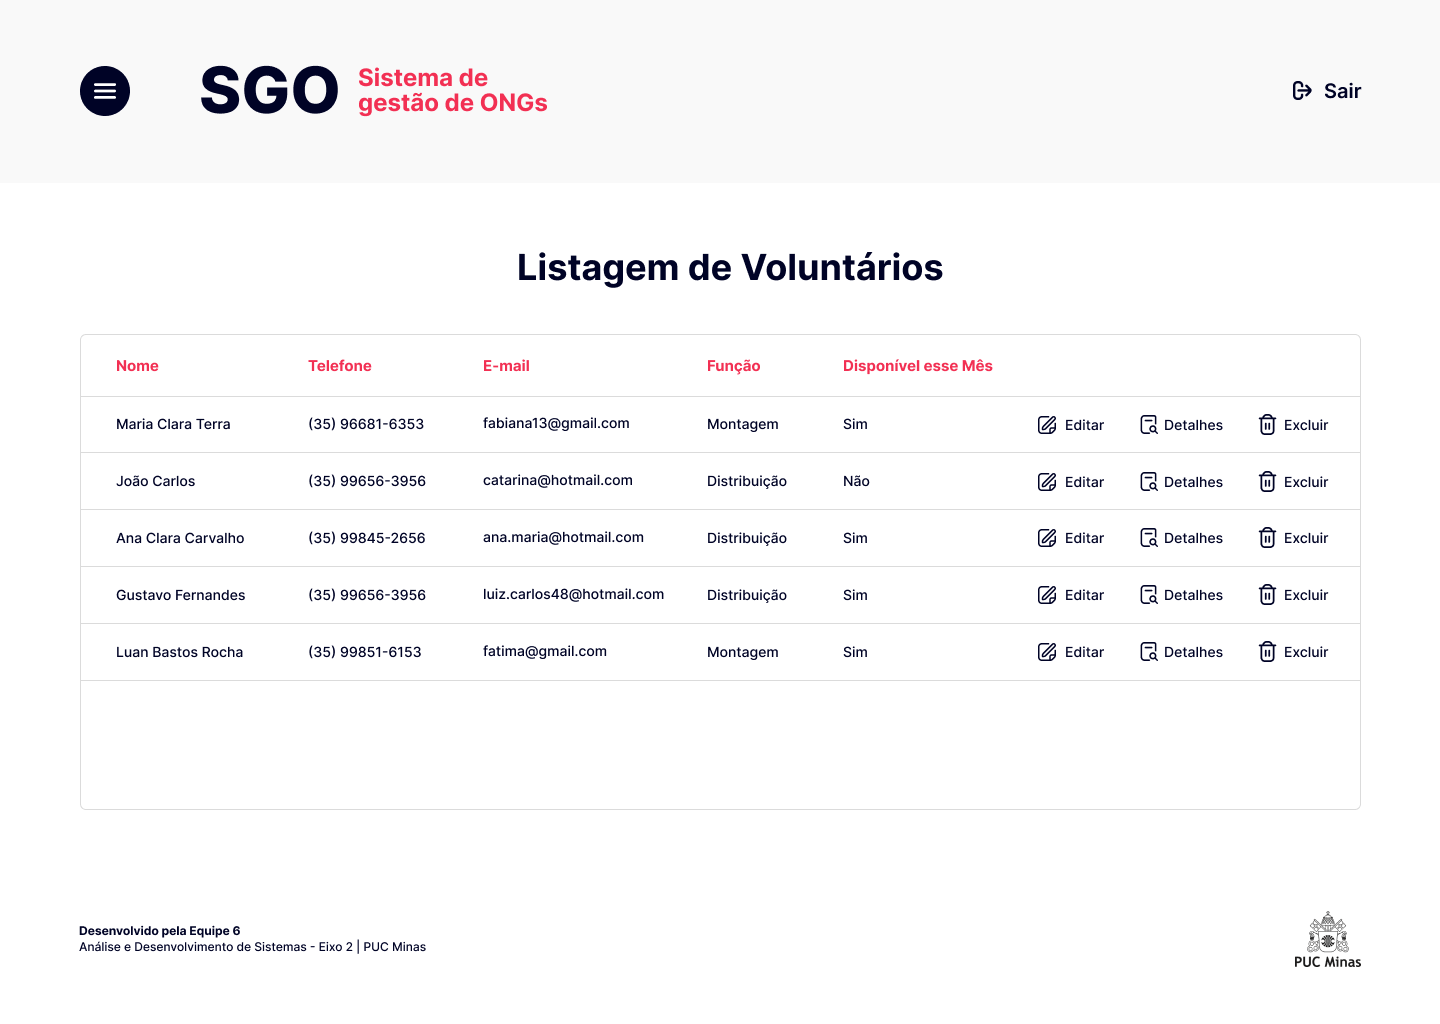 SGO
Sistema de
gestão de ONGs
Sair
Listagem de Voluntários
Nome Telefone E-mail Função Disponível esse Mês
Maria Clara Terra (35) 96681-6353 fabiana13@gmail.com Montagem Sim Editar Detalhes Excluir
João Carlos (35) 99656-3956 catarina@hotmail.com Distribuição Não Editar Detalhes Excluir
Ana Clara Carvalho (35) 99845-2656 ana.maria@hotmail.com Distribuição Sim Editar Detalhes Excluir
Gustavo Fernandes (35) 99656-3956 luiz.carlos48@hotmail.com Distribuição Sim Editar Detalhes Excluir
Luan Bastos Rocha (35) 99851-6153 fatima@gmail.com Montagem Sim Editar Detalhes Excluir
Desenvolvido pela Equipe 6
Análise e Desenvolvimento de Sistemas - Eixo 2 | PUC Minas
PUC Minas